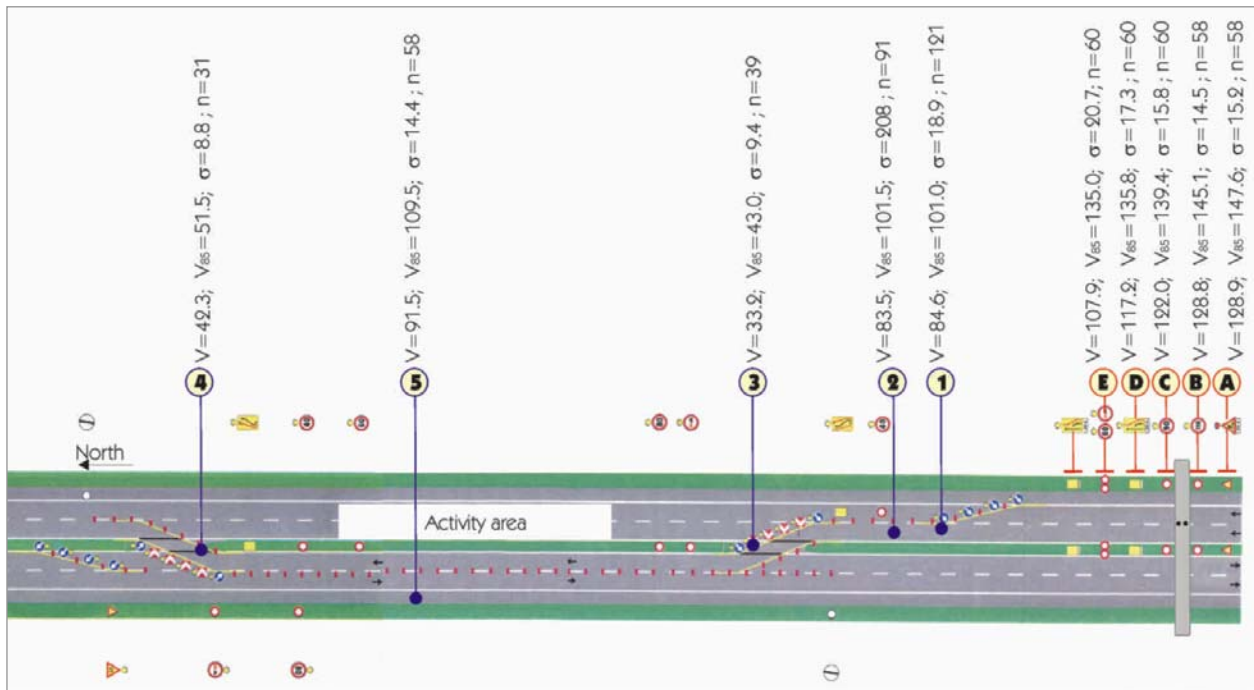 V=42.3; V85=51.5; σ=8.8 ; n=31
V=91.5; V85=109.5; σ=14.4 ; n=58
V=33.2; V85=43.0; σ=9.4 ; n=39
V=83.5; V85=101.5; σ=208 ; n=91
V=84.6; V85=101.0; σ=18.9 ; n=121
V=107.9; V85=135.0; σ=20.7; n=60
V=117.2; V85=135.8; σ=17.3 ; n=60
V=122.0; V85=139.4; σ=15.8 ; n=60
V=128.8; V85=145.1; σ=14.5 ; n=58
V=128.9; V85=147.6; σ=15.2 ; n=58
4
5
3
2
1
E
D
C
B
A
North
Activity area